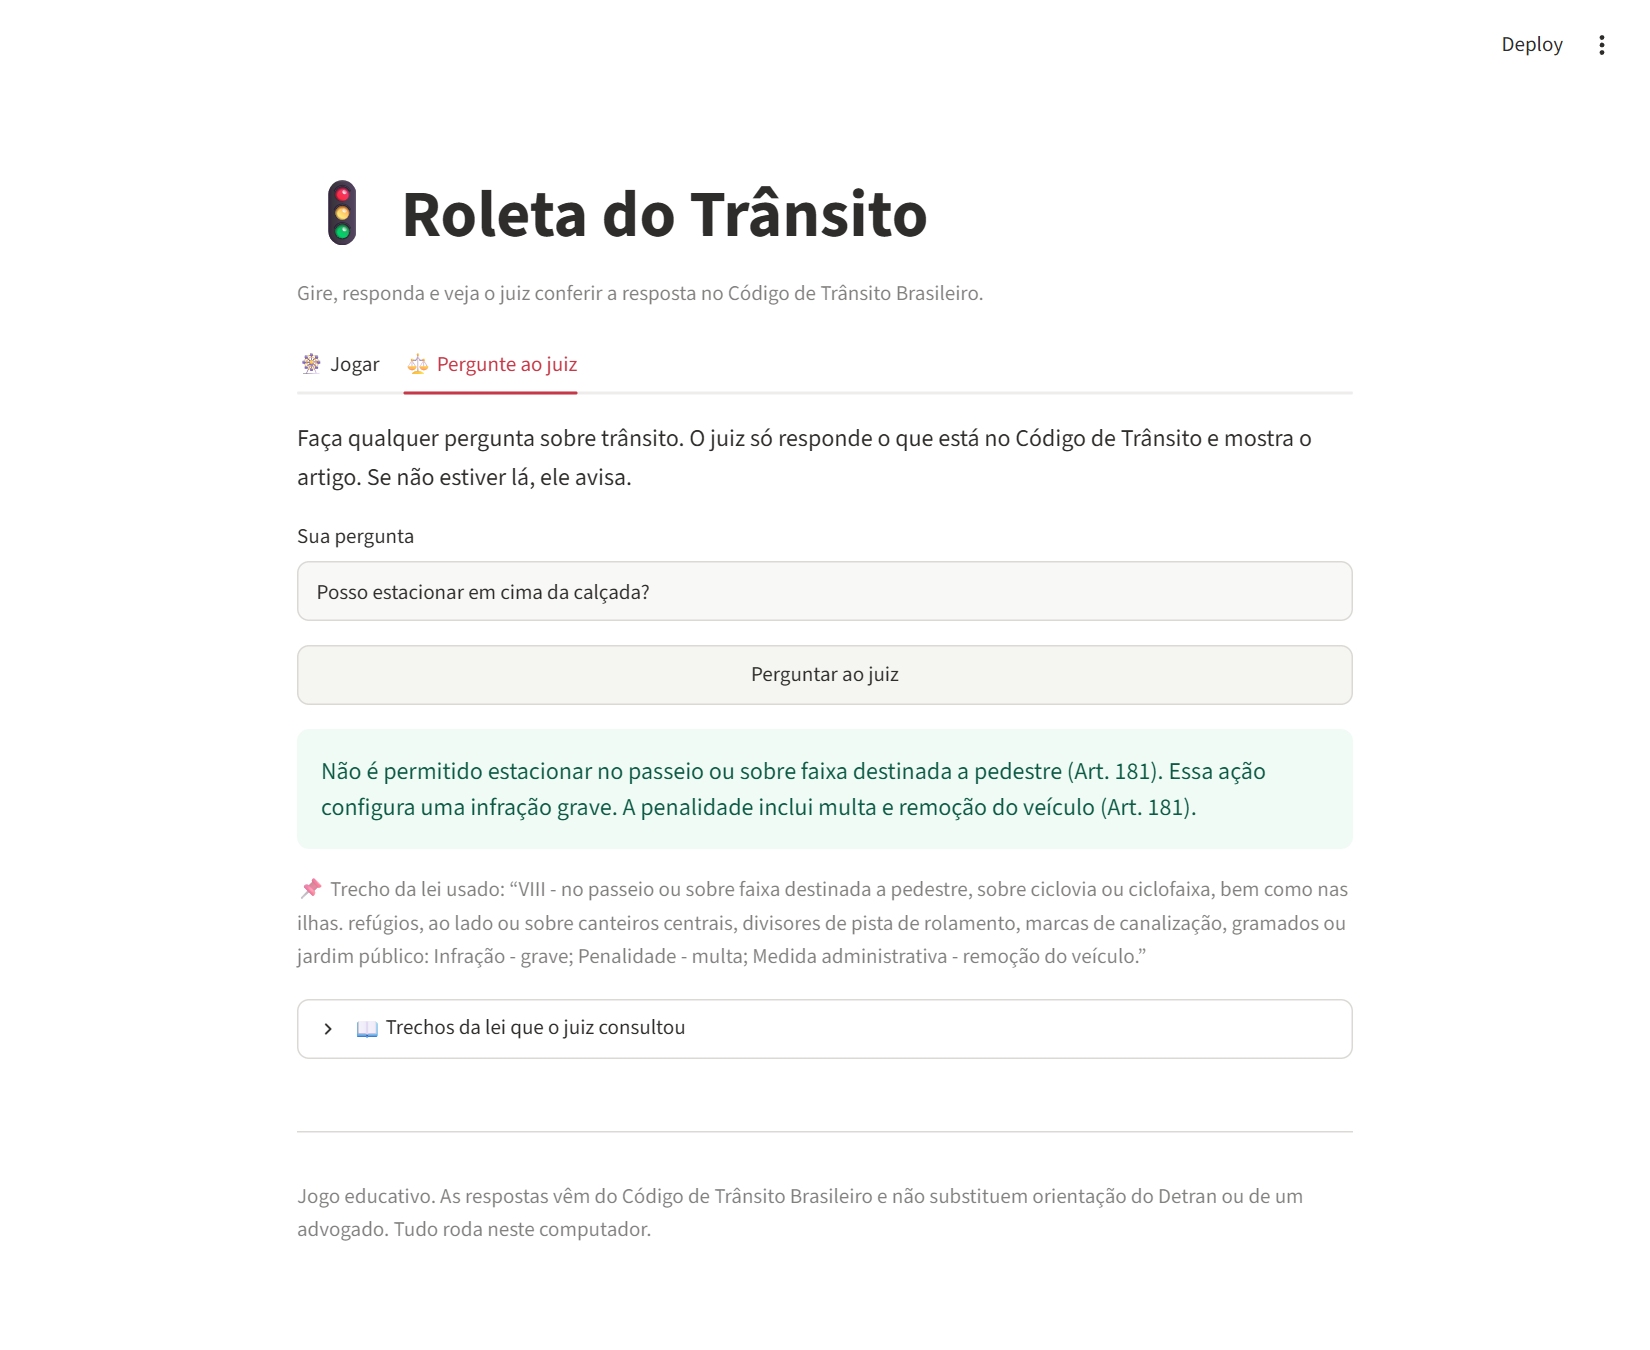 Deploy
Roleta do Trânsito
Gire, responda e veja o juiz conferir a resposta no Código de Trânsito Brasileiro.
Jogar
Pergunte ao juiz
Faça qualquer pergunta sobre trânsito. O juiz só responde o que está no Código de Trânsito e mostra o
artigo. Se não estiver lá, ele avisa.
Sua pergunta
Posso estacionar em cima da calçada?
Perguntar ao juiz
Não é permitido estacionar no passeio ou sobre faixa destinada a pedestre (Art. 181). Essa ação
configura uma infração grave. A penalidade inclui multa e remoção do veículo (Art. 181).
Trecho da lei usado: “VIII - no passeio ou sobre faixa destinada a pedestre, sobre ciclovia ou ciclofaixa, bem como nas
ilhas. refúgios, ao lado ou sobre canteiros centrais, divisores de pista de rolamento, marcas de canalização, gramados ou
jardim público: Infração - grave; Penalidade - multa; Medida administrativa - remoção do veículo.”
Trechos da lei que o juiz consultou
Jogo educativo. As respostas vêm do Código de Trânsito Brasileiro e não substituem orientação do Detran ou de um
advogado. Tudo roda neste computador.